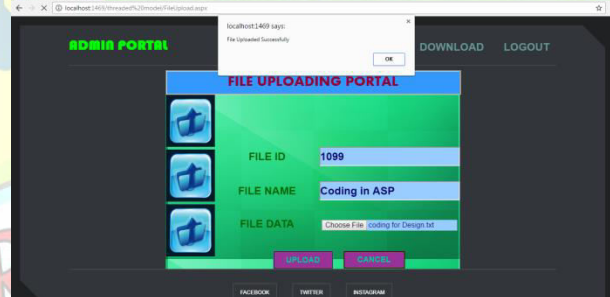 localhost:1469/threaded%20model/FileUpload.aspx
localhost:1469 says:
File Uploaded Successfully
OK
ADMIN PORTAL
DOWNLOAD LOGOUT
FILE UPLOADING PORTAL
FILE ID 1099
FILE NAME Coding in ASP
FILE DATA Choose File coding for Design.txt
UPLOAD CANCEL
FACEBOOK TWITTER INSTAGRAM